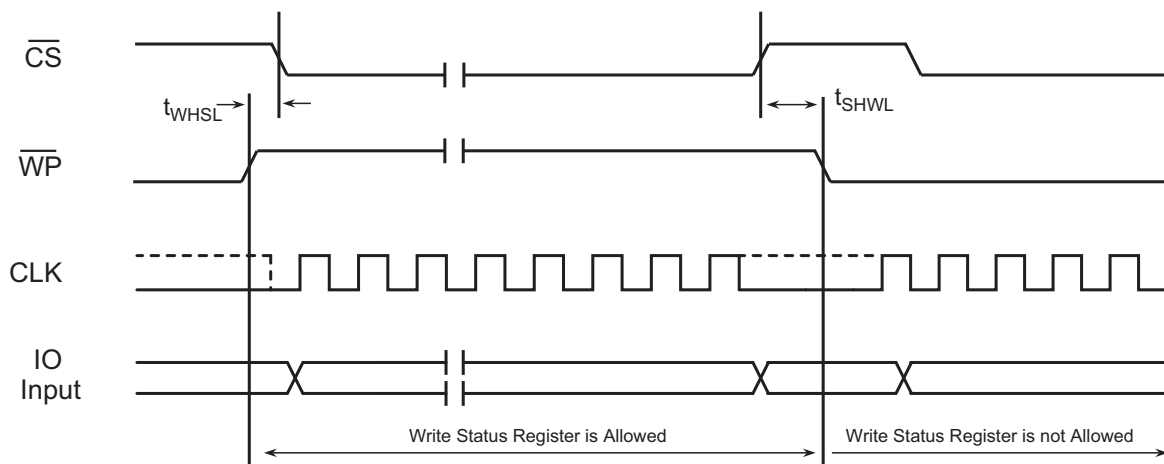 CS
tWHSL
tSHWL
WP
CLK
IO
Input
Write Status Register is Allowed
Write Status Register is not Allowed